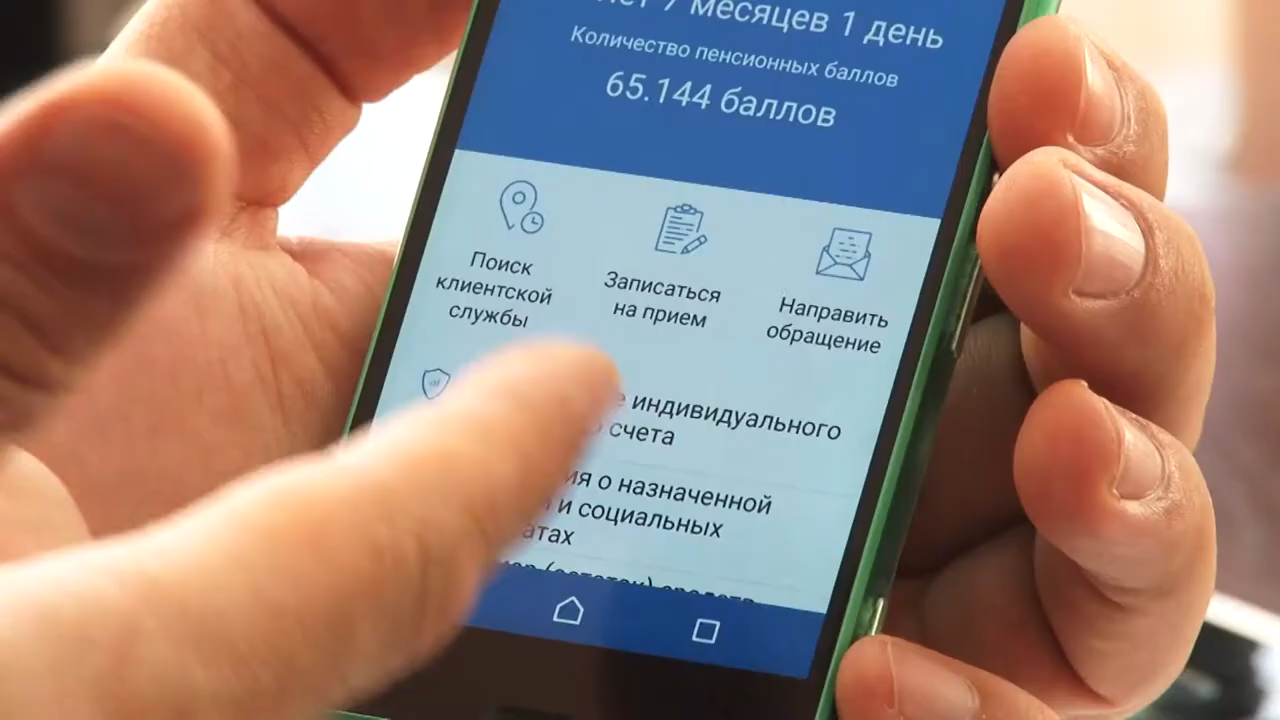 7 месяцев 1 день
Количество пенсионных баллов
65.144 баллов
Поиск
клиентской
службы
Записаться
на прием
Направить
обращение
индивидуального
счета
о назначенной
и социальных